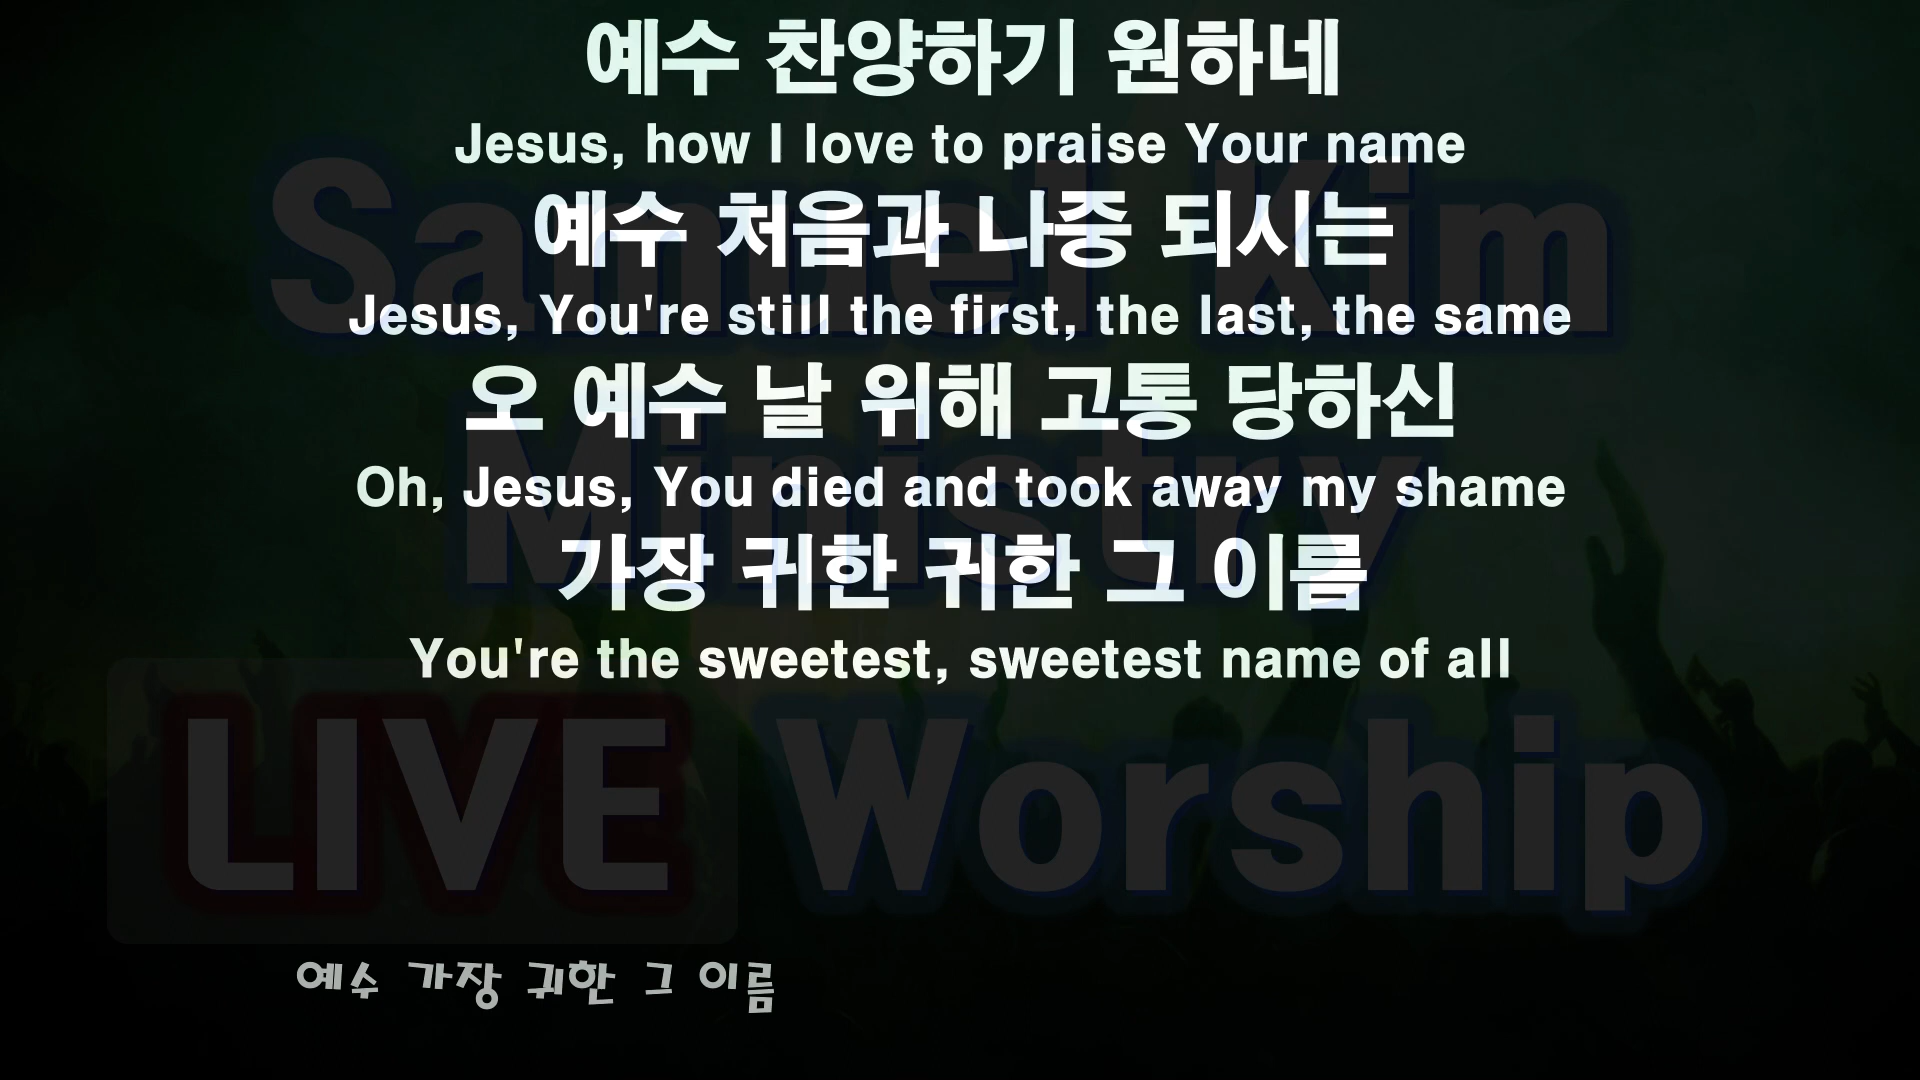 예수 찬양하기 원하네
Jesus, how I love to praise Your name
예수 처음과 나중 되시는
Jesus, You're still the first, the last, the same
오 예수 날 위해 고통 당하신
Oh, Jesus, You died and took away my shame
가장 귀한 귀한 그 이름
You're the sweetest, sweetest name of all
Samuel Kim
Ministry
LIVE Worship
예수 가장 귀한 그 이름